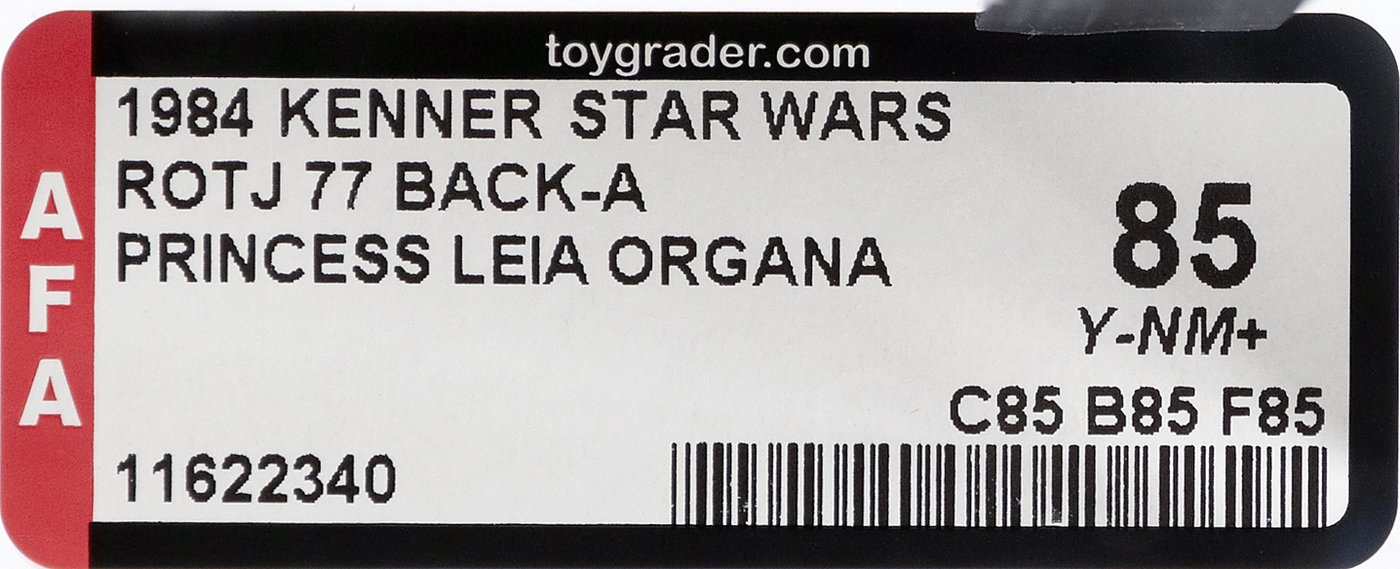 toygrader.com
AFA
1984 KENNER STAR WARS
ROTJ 77 BACK-A
PRINCESS LEIA ORGANA
85
Y-NM+
C85 B85 F85
11622340